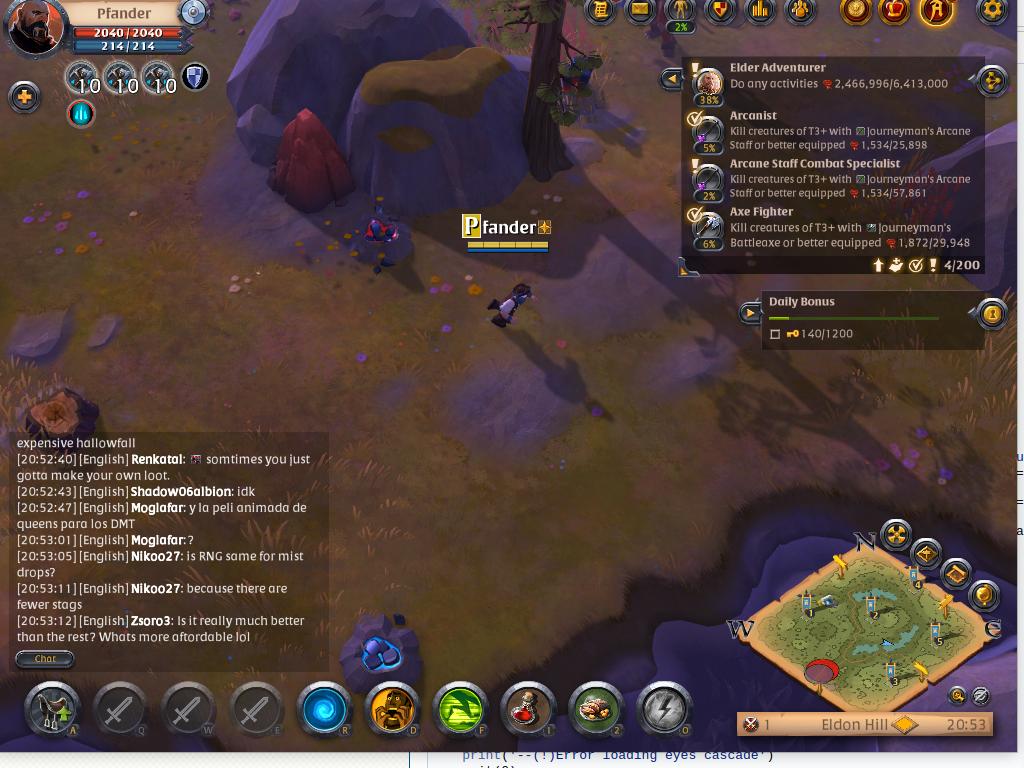 Pfander
2040 / 2040
214 / 214
10 10 10
2%
Elder Adventurer
Do any activities 2,466,996/6,413,000
38%
Arcanist
Kill creatures of T3+ with Journeyman's Arcane
Staff or better equipped 1,534/25,898
5%
Arcane Staff Combat Specialist
Kill creatures of T3+ with Journeyman's Arcane
Staff or better equipped 1,534/57,861
2%
Axe Fighter
Kill creatures of T3+ with Journeyman's
Battleaxe or better equipped 1,872/29,948
6%
4/200
Daily Bonus
140/1200
Pfander
expensive hallowfall
[20:52:40] [English] Renkatal: somtimes you just
gotta make your own loot.
[20:52:43] [English] Shadow06albion: idk
[20:52:47] [English] Moglafar: y la peli animada de
queens para los DMT
[20:53:01] [English] Moglafar: ?
[20:53:05] [English] Nikoo27: is RNG same for mist
drops?
[20:53:11] [English] Nikoo27: because there are
fewer stags
[20:53:12] [English] Zsoro3: Is it really much better
than the rest? Whats more affordable lol
Chat
A Q W E R D F 1 2 O
N
W
E
1 2 3 4 5
1 Eldon Hill 20:53
print('--(!)Error loading eyes cascade')